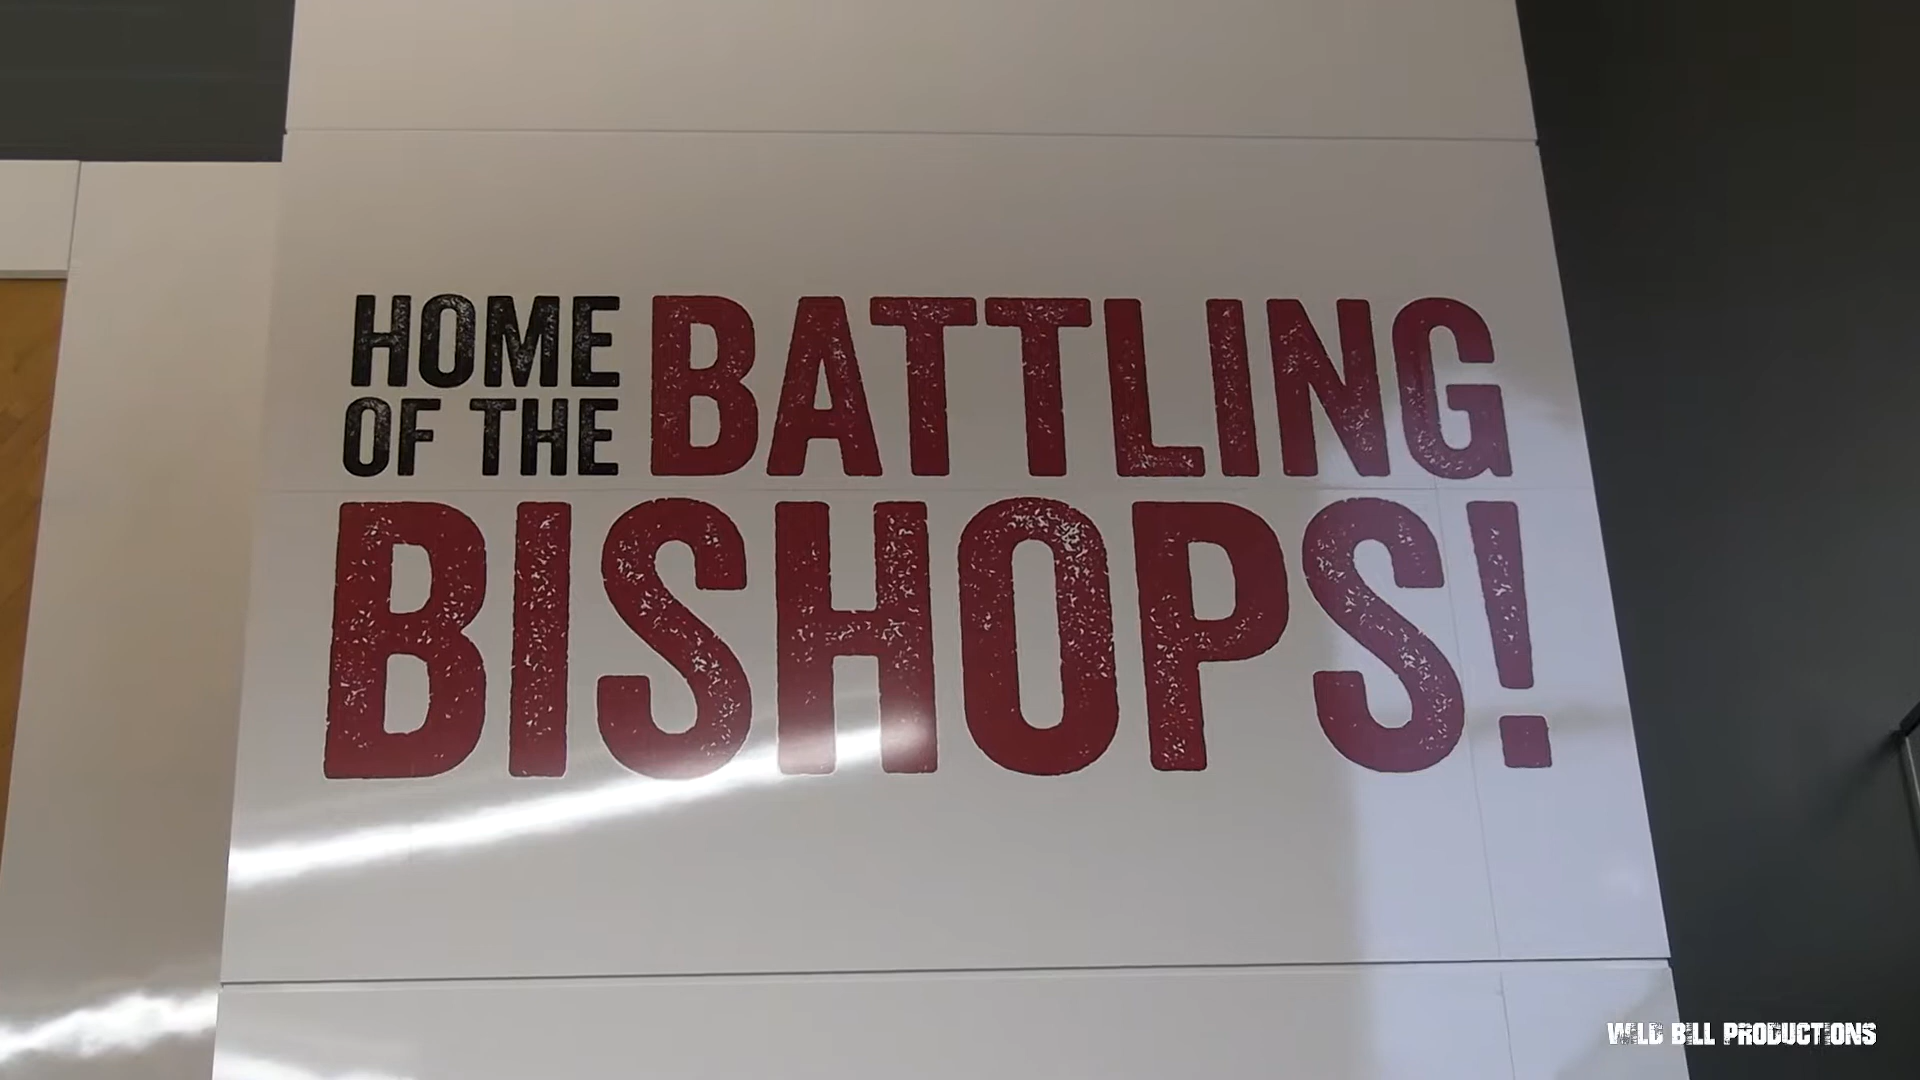 HOME
OF THE
BATTLING
BISHOPS!
WILD BILL PRODUCTIONS